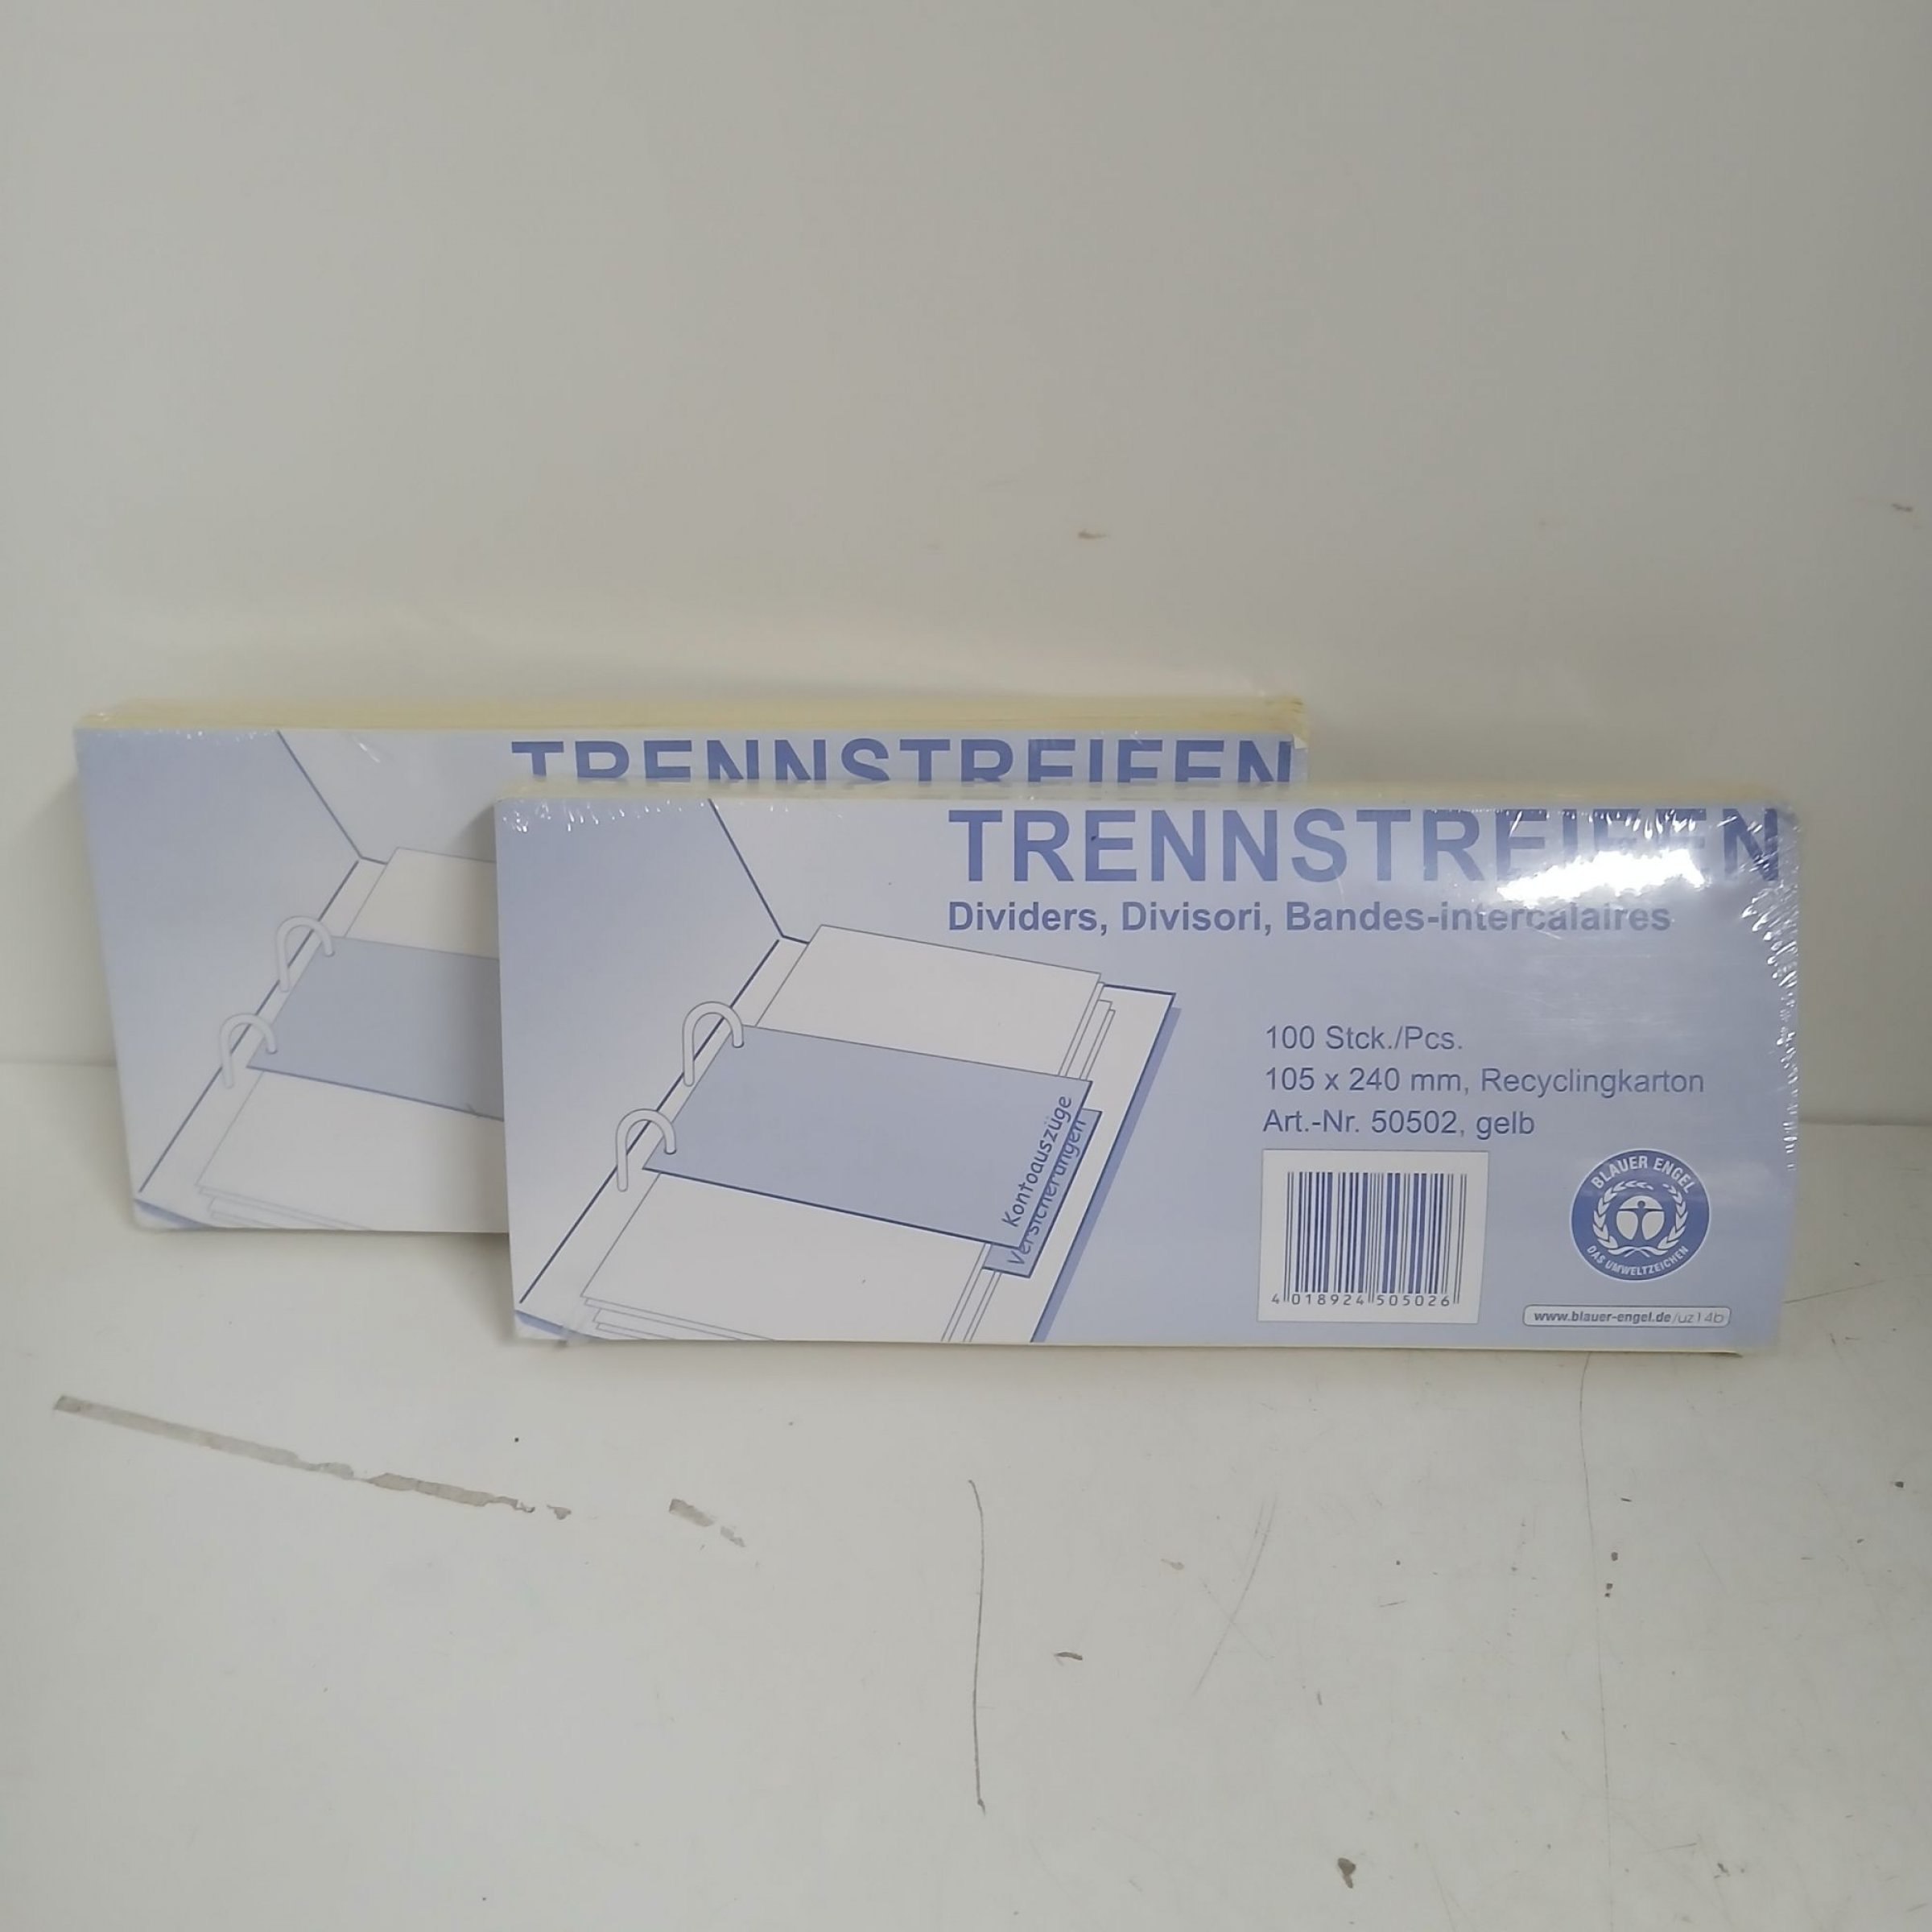 TRENNSTREIFEN
TRENNSTREIFEN
Dividers, Divisori, Bandes-intercalaires
100 Stck./Pcs.
105 x 240 mm, Recyclingkarton
Art.-Nr. 50502, gelb
Kontoauszüge
Versicherungen
4 018924 505026
BLAUER ENGEL
DAS UMWELTZEICHEN
www.blauer-engel.de/uz14b